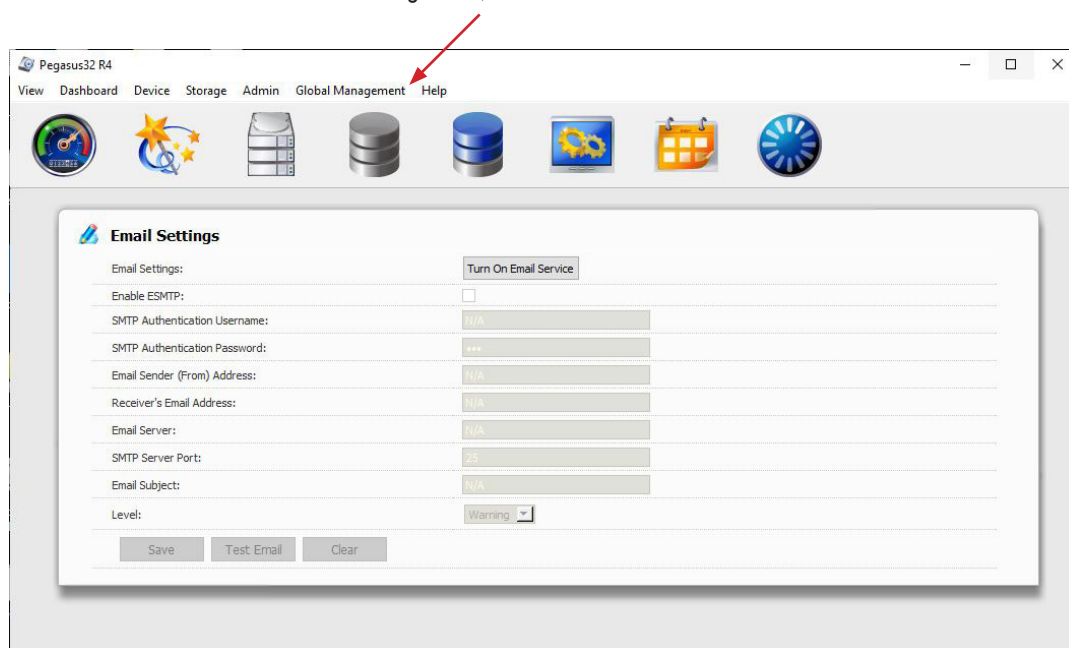 Pegasus32 R4
View Dashboard Device Storage Admin Global Management Help
Email Settings
Email Settings: Turn On Email Service
Enable ESMTP:
SMTP Authentication Username: N/A
SMTP Authentication Password: •••
Email Sender (From) Address: N/A
Receiver's Email Address: N/A
Email Server: N/A
SMTP Server Port: 25
Email Subject: N/A
Level: Warning
Save Test Email Clear